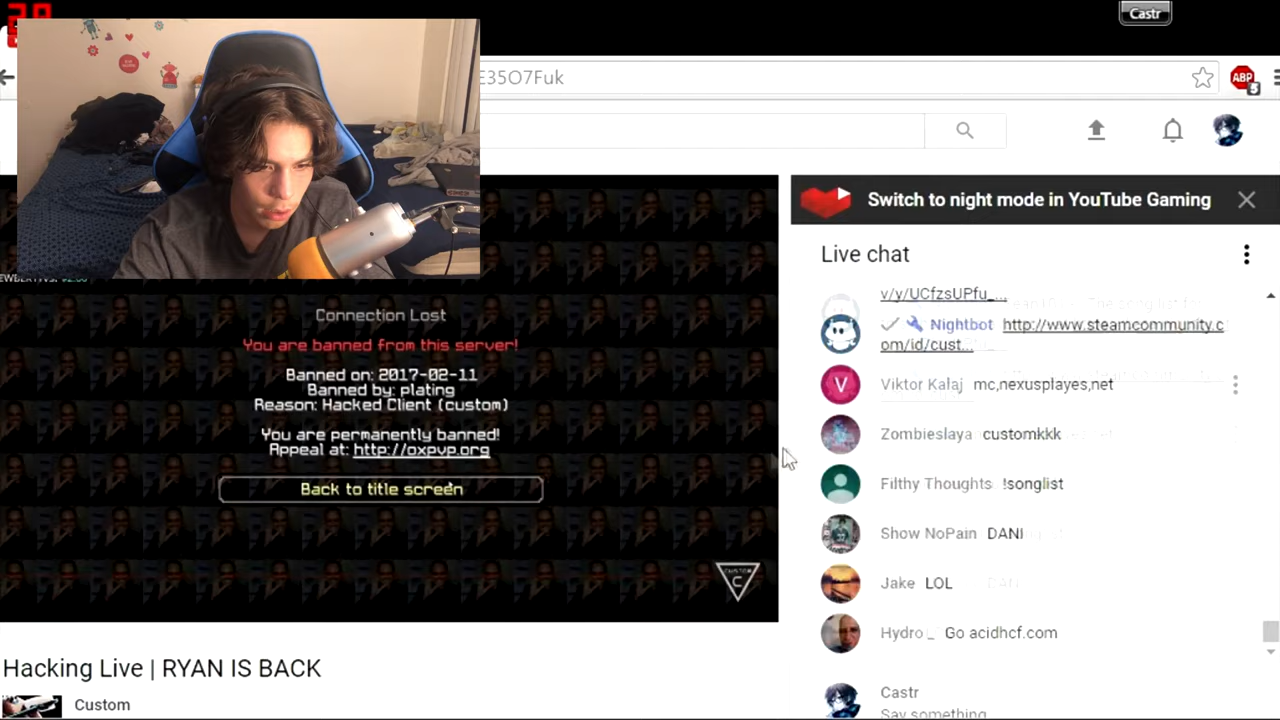 Castr
E35O7Fuk
ABP
5
Switch to night mode in YouTube Gaming
Live chat
v/y/UCfzsUPfu_...
Nightbot http://www.steamcommunity.c
om/id/cust...
Viktor Kalaj mc,nexusplayes,net
Zombieslaya customkkk
Filthy Thoughts !songlist
Show NoPain DANI
Jake LOL
Hydro_ Go acidhcf.com
Castr
Say something...
Connection Lost
You are banned from this server!
Banned on: 2017-02-11
Banned by: plating
Reason: Hacked Client (custom)
You are permanently banned!
Appeal at: http://oxpvp.org
Back to title screen
CUSTOM
C
Hacking Live | RYAN IS BACK
Custom